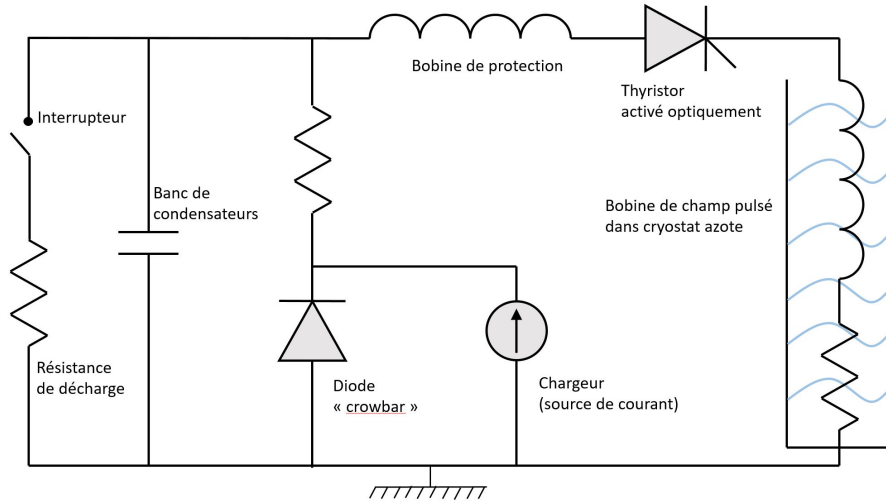 Bobine de protection
Thyristor
activé optiquement
Interrupteur
Banc de
condensateurs
Bobine de champ pulsé
dans cryostat azote
Résistance
de décharge
Diode
« crowbar »
Chargeur
(source de courant)